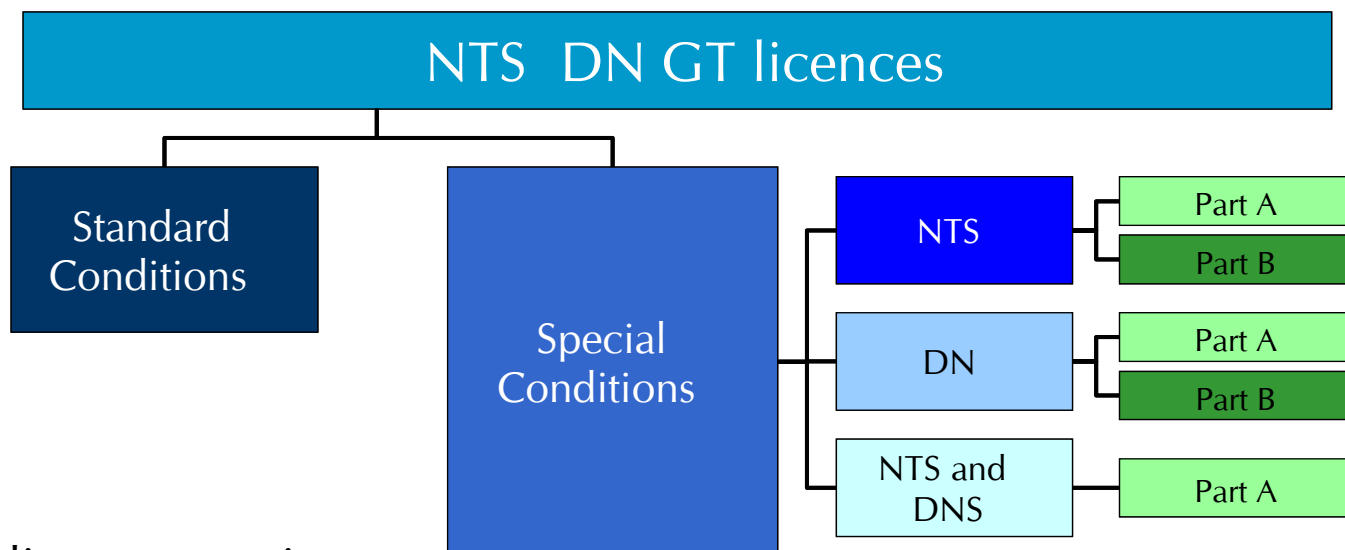 NTS DN GT licences
Standard
Conditions
Special
Conditions
NTS
Part A
Part B
DN
Part A
Part B
NTS and
DNS
Part A